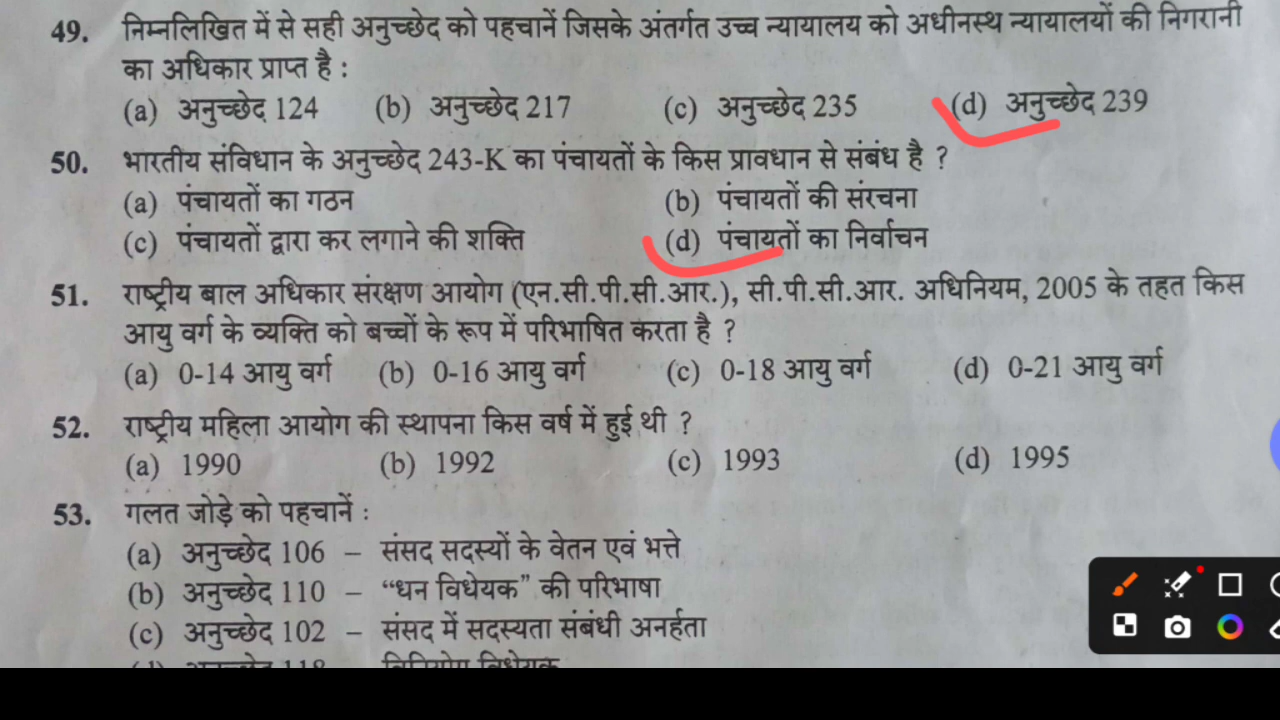 49. निम्नलिखित में से सही अनुच्छेद को पहचानें जिसके अंतर्गत उच्च न्यायालय को अधीनस्थ न्यायालयों की निगरानी
का अधिकार प्राप्त है :
(a) अनुच्छेद 124 (b) अनुच्छेद 217 (c) अनुच्छेद 235 (d) अनुच्छेद 239
50. भारतीय संविधान के अनुच्छेद 243-K का पंचायतों के किस प्रावधान से संबंध है ?
(a) पंचायतों का गठन (b) पंचायतों की संरचना
(c) पंचायतों द्वारा कर लगाने की शक्ति (d) पंचायतों का निर्वाचन
51. राष्ट्रीय बाल अधिकार संरक्षण आयोग (एन.सी.पी.सी.आर.), सी.पी.सी.आर. अधिनियम, 2005 के तहत किस
आयु वर्ग के व्यक्ति को बच्चों के रूप में परिभाषित करता है ?
(a) 0-14 आयु वर्ग (b) 0-16 आयु वर्ग (c) 0-18 आयु वर्ग (d) 0-21 आयु वर्ग
52. राष्ट्रीय महिला आयोग की स्थापना किस वर्ष में हुई थी ?
(a) 1990 (b) 1992 (c) 1993 (d) 1995
53. गलत जोड़े को पहचानें :
(a) अनुच्छेद 106 – संसद सदस्यों के वेतन एवं भत्ते
(b) अनुच्छेद 110 – “धन विधेयक” की परिभाषा
(c) अनुच्छेद 102 – संसद में सदस्यता संबंधी अनर्हता
(d) अनुच्छेद 118 – विनियोग विधेयक